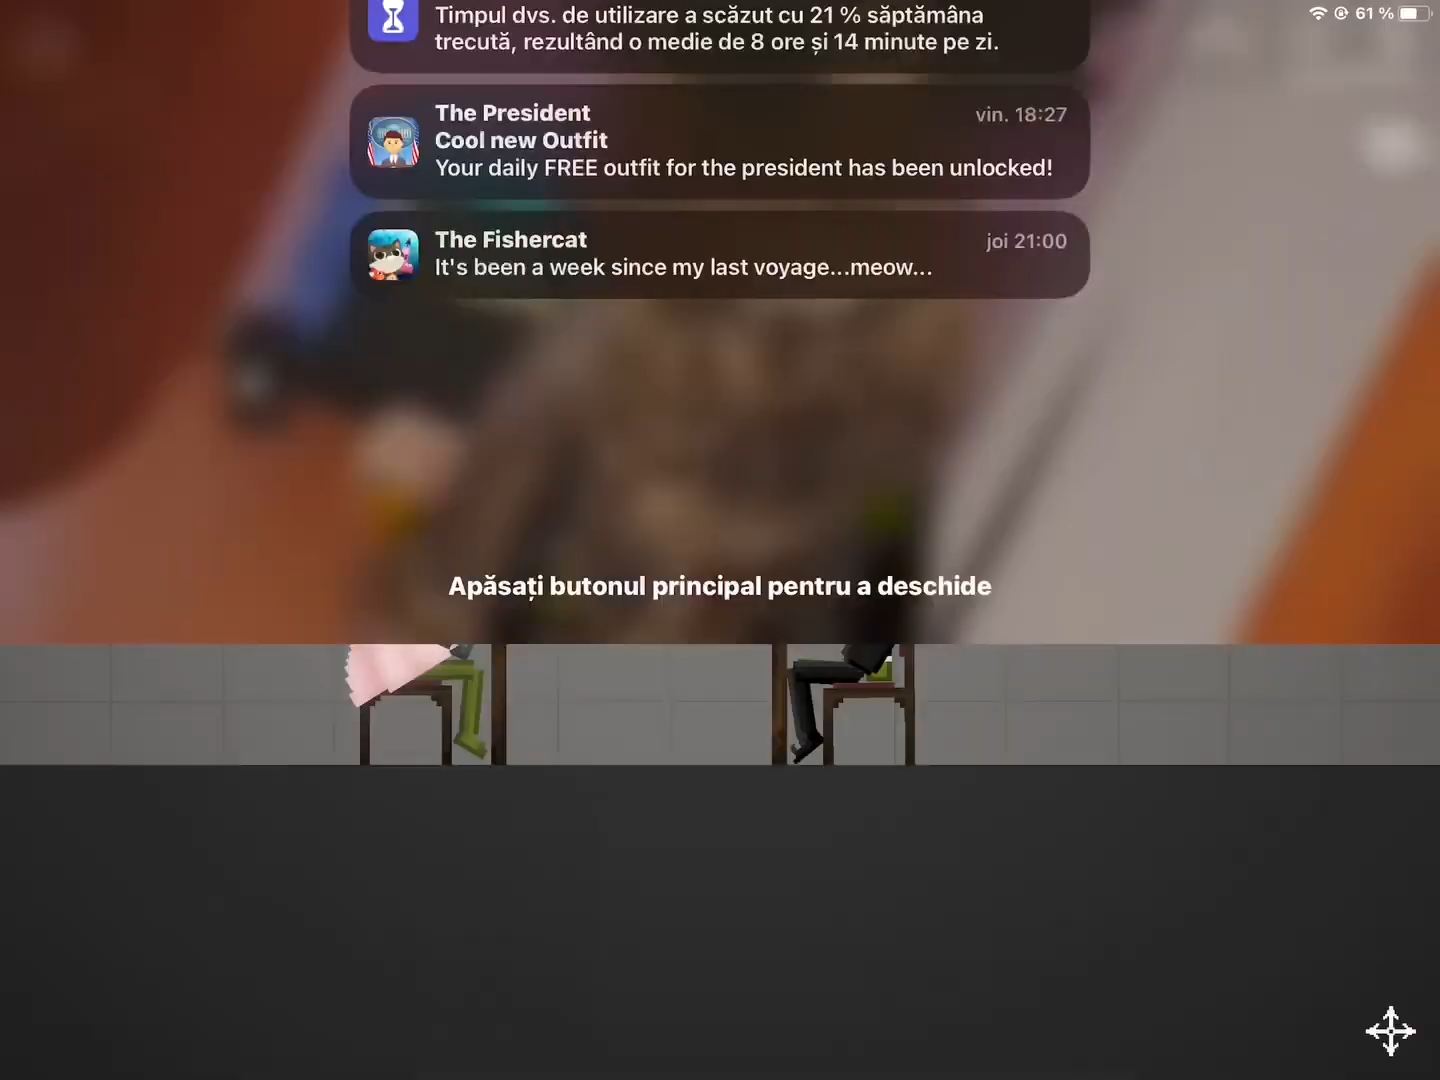 61 %
Timpul dvs. de utilizare a scăzut cu 21 % săptămâna
trecută, rezultând o medie de 8 ore și 14 minute pe zi.
The President
vin. 18:27
Cool new Outfit
Your daily FREE outfit for the president has been unlocked!
The Fishercat
joi 21:00
It's been a week since my last voyage...meow...
Apăsați butonul principal pentru a deschide